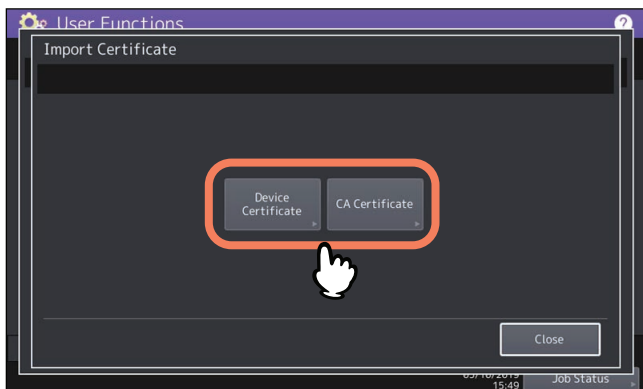 User Functions
?
Import Certificate
Device
Certificate
CA Certificate
Close
15:49
Job Status